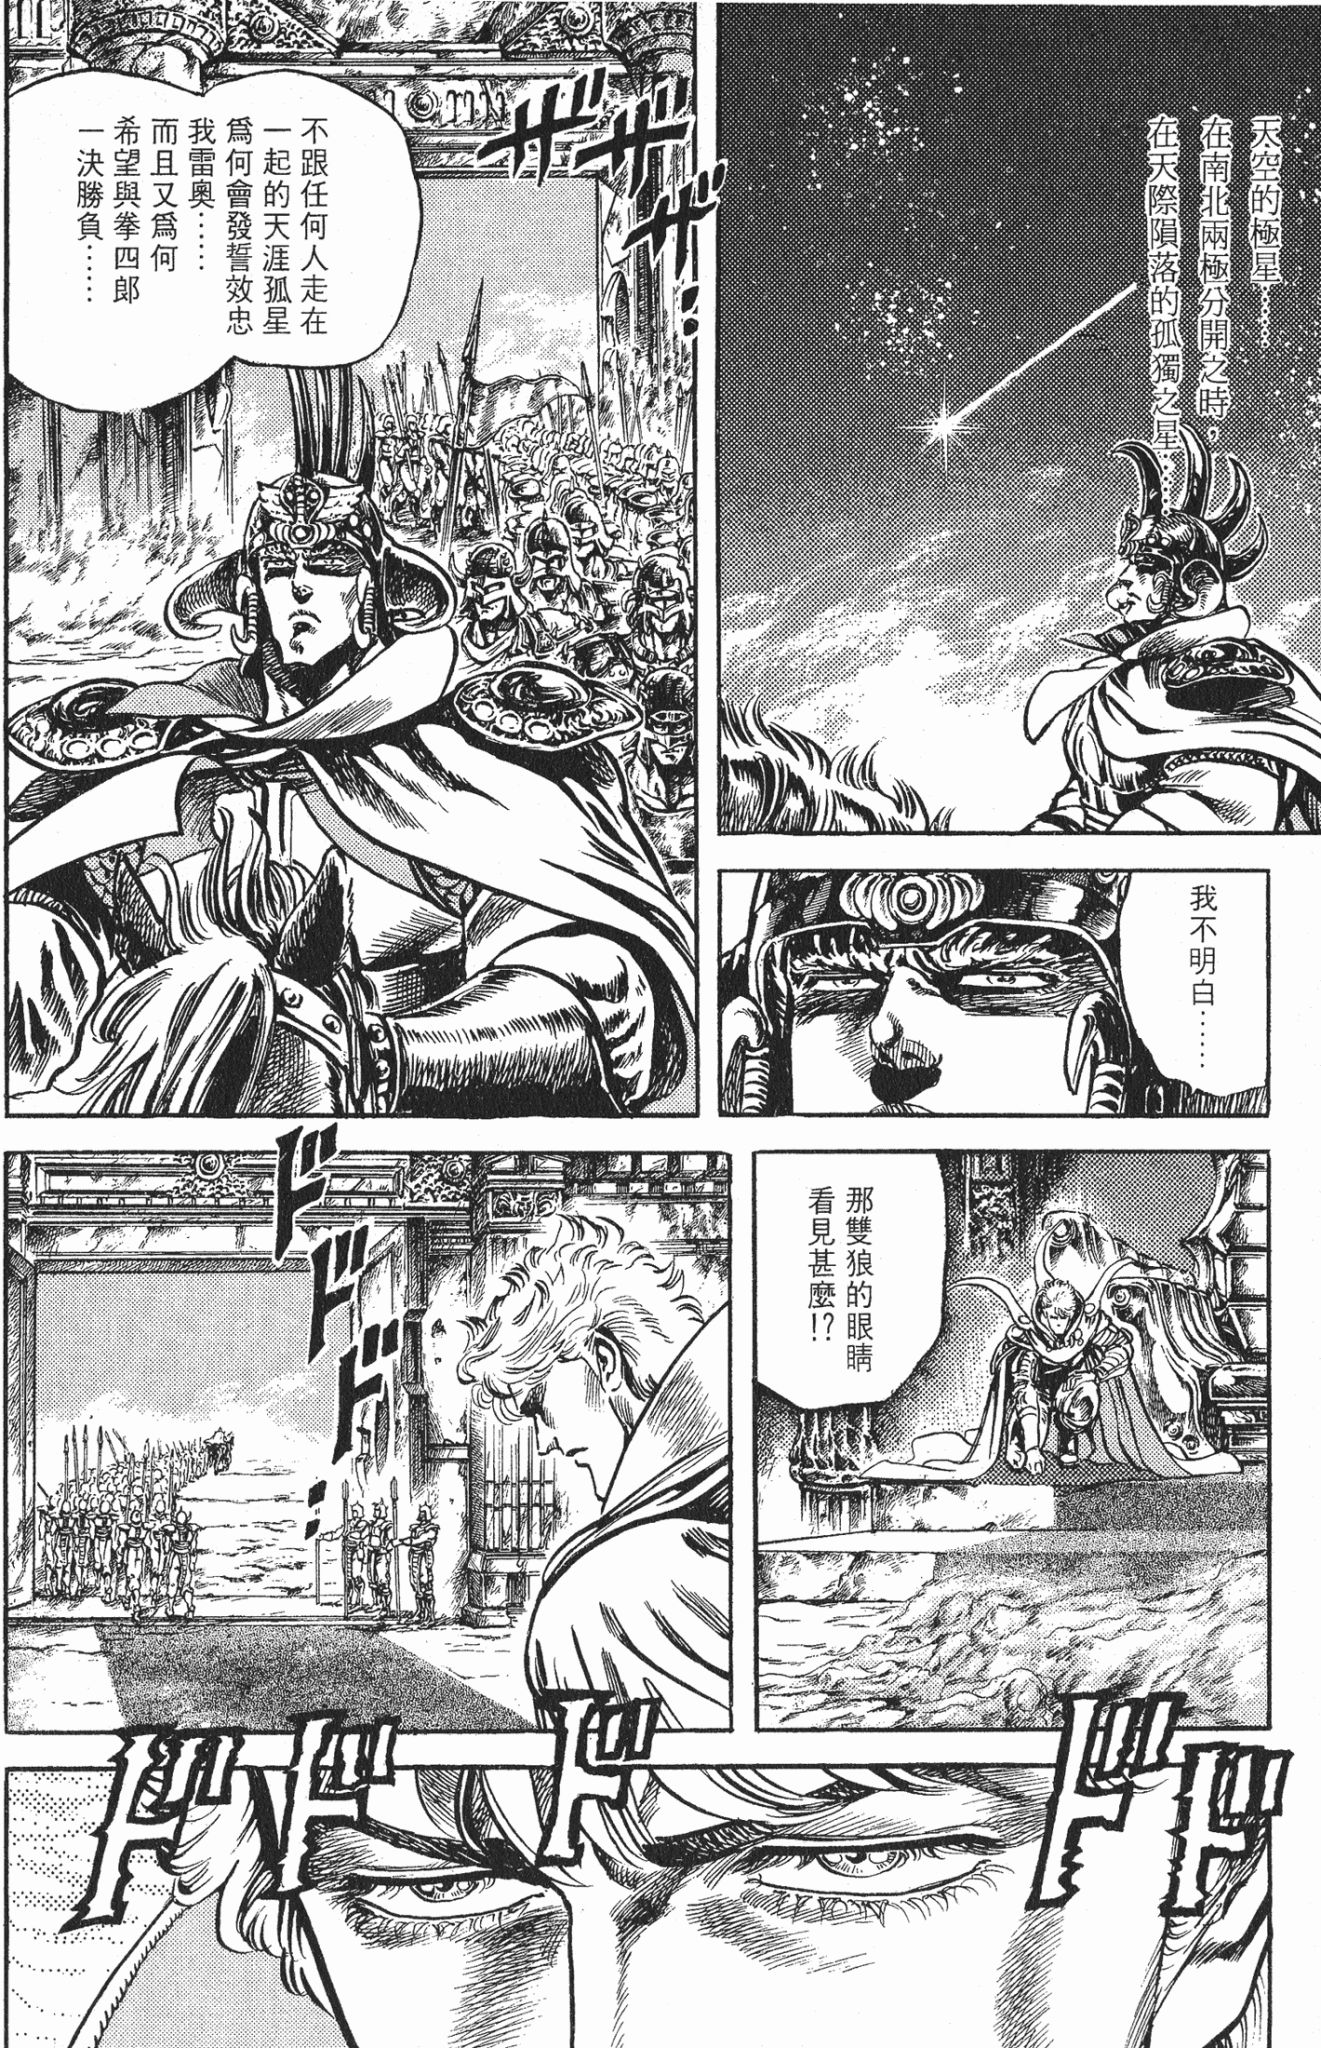 天空的極星……
在南北兩極分開之時，
在天際隕落的孤獨之星……
ザザザ…
不跟任何人走在
一起的天涯孤星
爲何會發誓效忠
我雷奧……
而且又爲何
希望與拳四郎
一決勝負……
我不明白……
那雙狼的眼睛
看見甚麼!?
ドドド…
ドドドドド